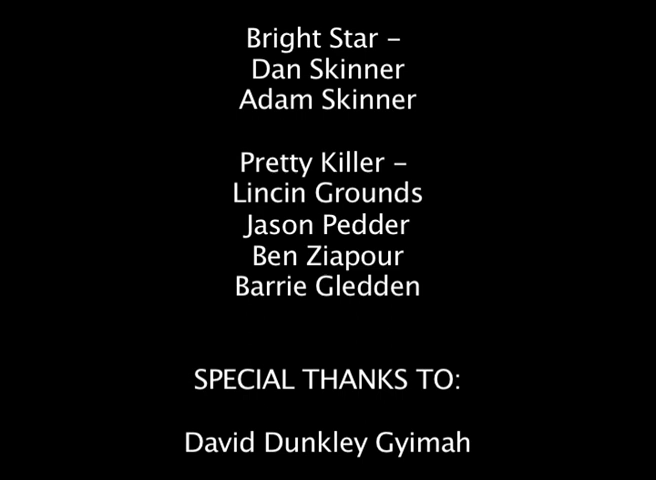 Bright Star –
Dan Skinner
Adam Skinner
Pretty Killer –
Lincin Grounds
Jason Pedder
Ben Ziapour
Barrie Gledden
SPECIAL THANKS TO:
David Dunkley Gyimah